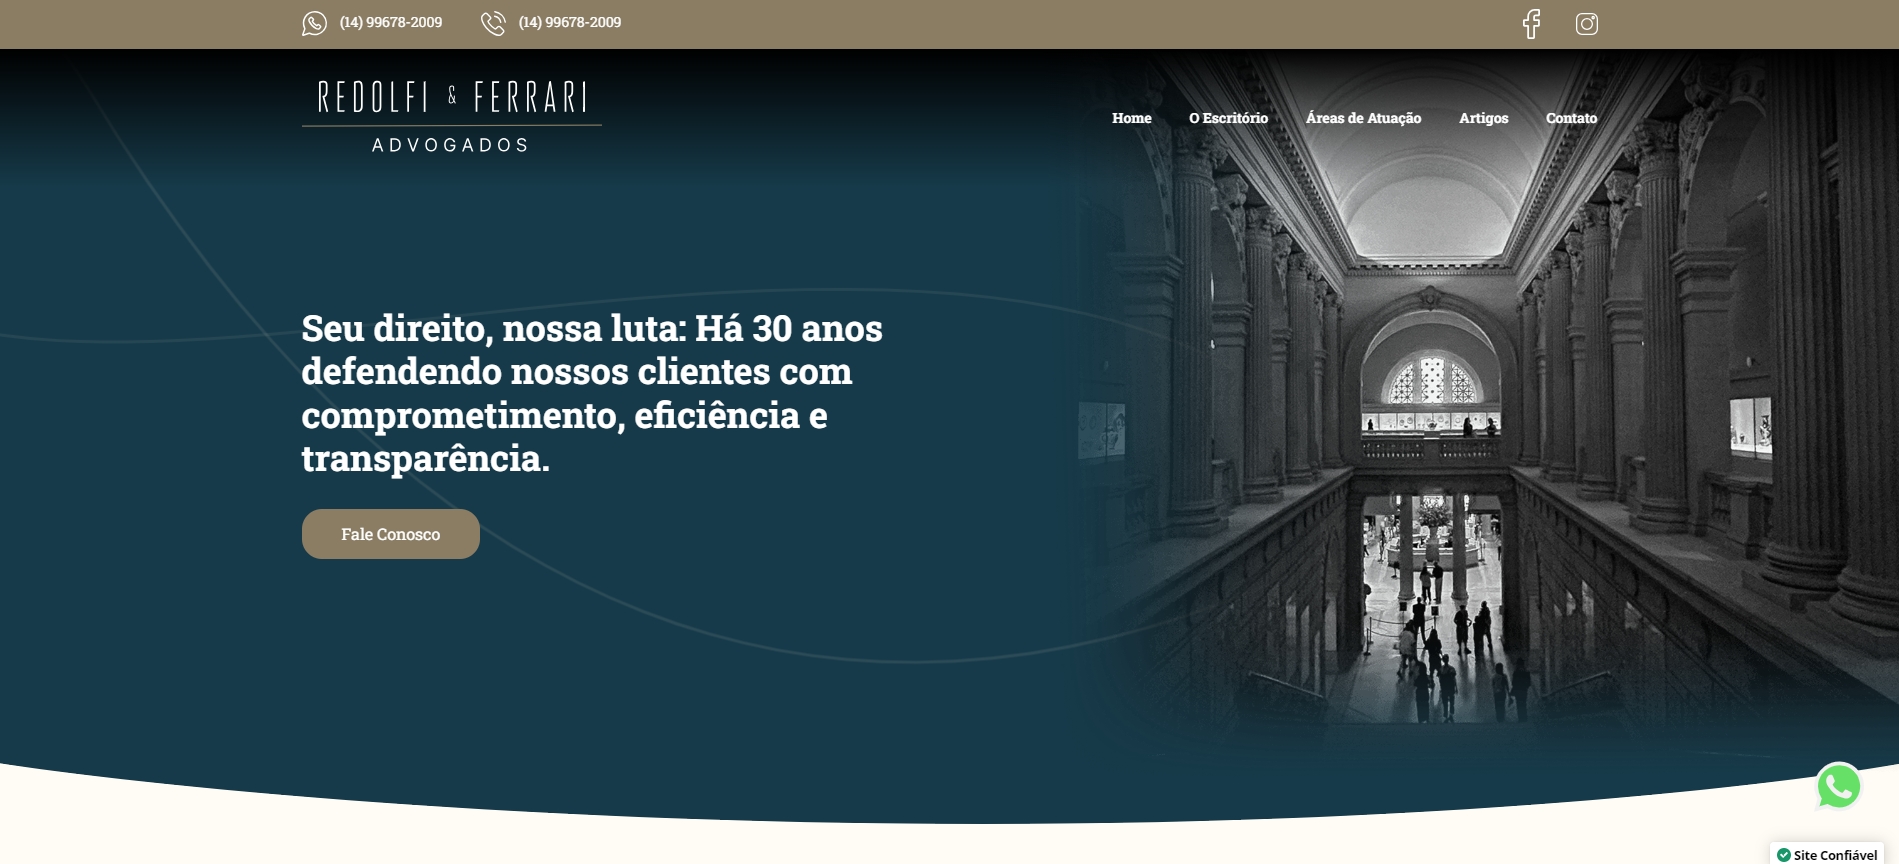 (14) 99678-2009
(14) 99678-2009
REDOLFI & FERRARI
ADVOGADOS
Home
O Escritório
Áreas de Atuação
Artigos
Contato
Seu direito, nossa luta: Há 30 anos
defendendo nossos clientes com
comprometimento, eficiência e
transparência.
Fale Conosco
Site Confiável